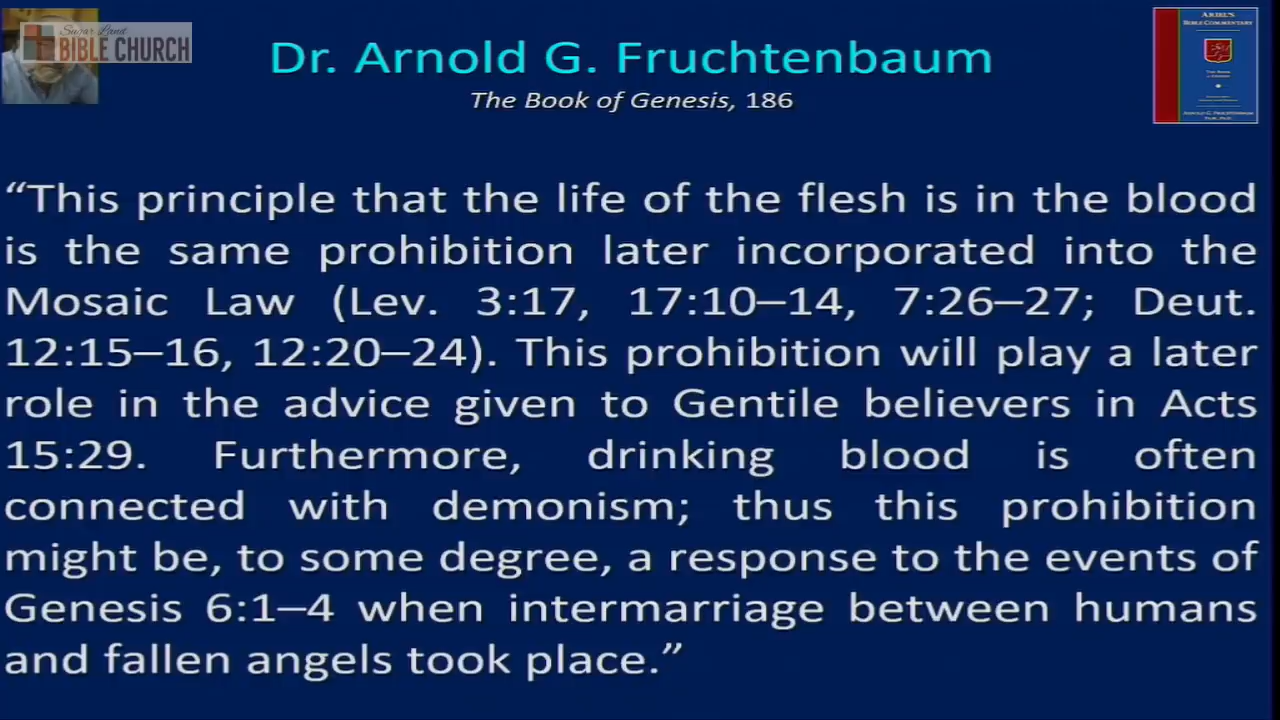 Sugar Land
BIBLE CHURCH
Dr. Arnold G. Fruchtenbaum
The Book of Genesis, 186
ARIEL'S
BIBLE COMMENTARY
“This principle that the life of the flesh is in the blood
is the same prohibition later incorporated into the
Mosaic Law (Lev. 3:17, 17:10–14, 7:26–27; Deut.
12:15–16, 12:20–24). This prohibition will play a later
role in the advice given to Gentile believers in Acts
15:29. Furthermore, drinking blood is often
connected with demonism; thus this prohibition
might be, to some degree, a response to the events of
Genesis 6:1–4 when intermarriage between humans
and fallen angels took place.”